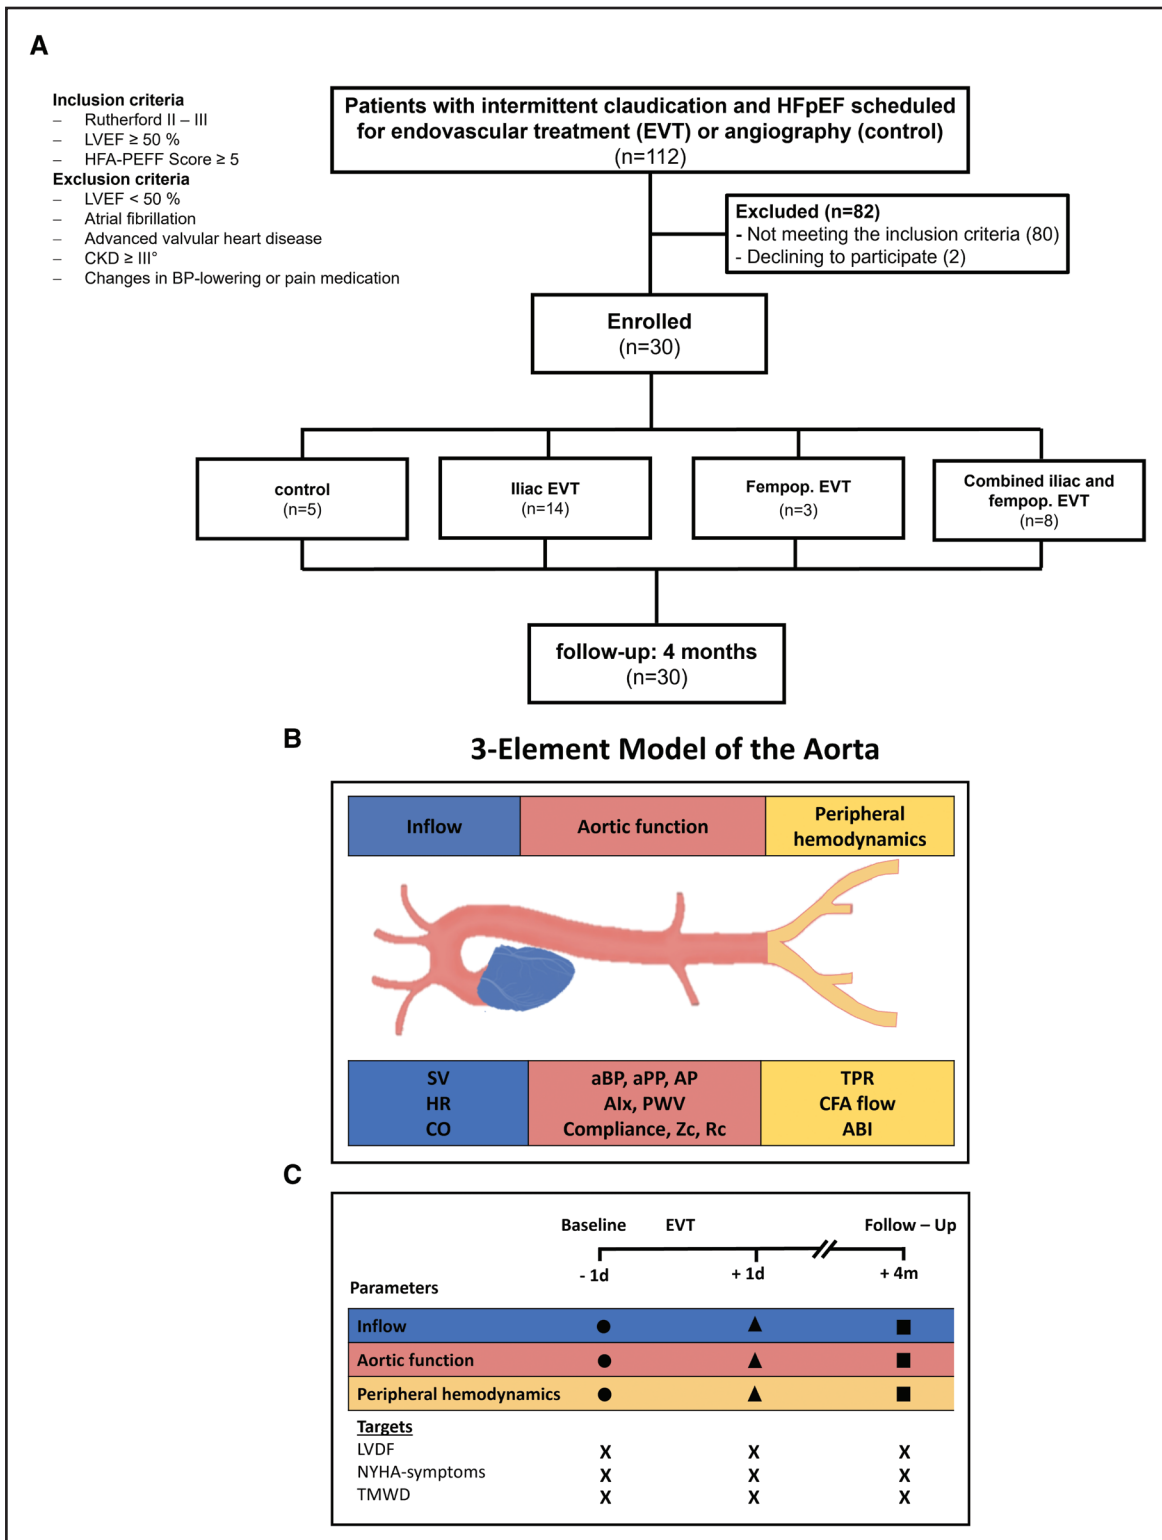 A
Inclusion criteria
– Rutherford II – III
– LVEF ≥ 50 %
– HFA-PEFF Score ≥ 5
Exclusion criteria
– LVEF < 50 %
– Atrial fibrillation
– Advanced valvular heart disease
– CKD ≥ III°
– Changes in BP-lowering or pain medication
Patients with intermittent claudication and HFpEF scheduled
for endovascular treatment (EVT) or angiography (control)
(n=112)
Excluded (n=82)
- Not meeting the inclusion criteria (80)
- Declining to participate (2)
Enrolled
(n=30)
control
(n=5)
Iliac EVT
(n=14)
Fempop. EVT
(n=3)
Combined iliac and
fempop. EVT
(n=8)
follow-up: 4 months
(n=30)
B
3-Element Model of the Aorta
Inflow
Aortic function
Peripheral
hemodynamics
SV
HR
CO
aBP, aPP, AP
AIx, PWV
Compliance, Zc, Rc
TPR
CFA flow
ABI
C
Baseline EVT Follow – Up
- 1d + 1d + 4m
Parameters
Inflow
Aortic function
Peripheral hemodynamics
Targets
LVDF X X X
NYHA-symptoms X X X
TMWD X X X